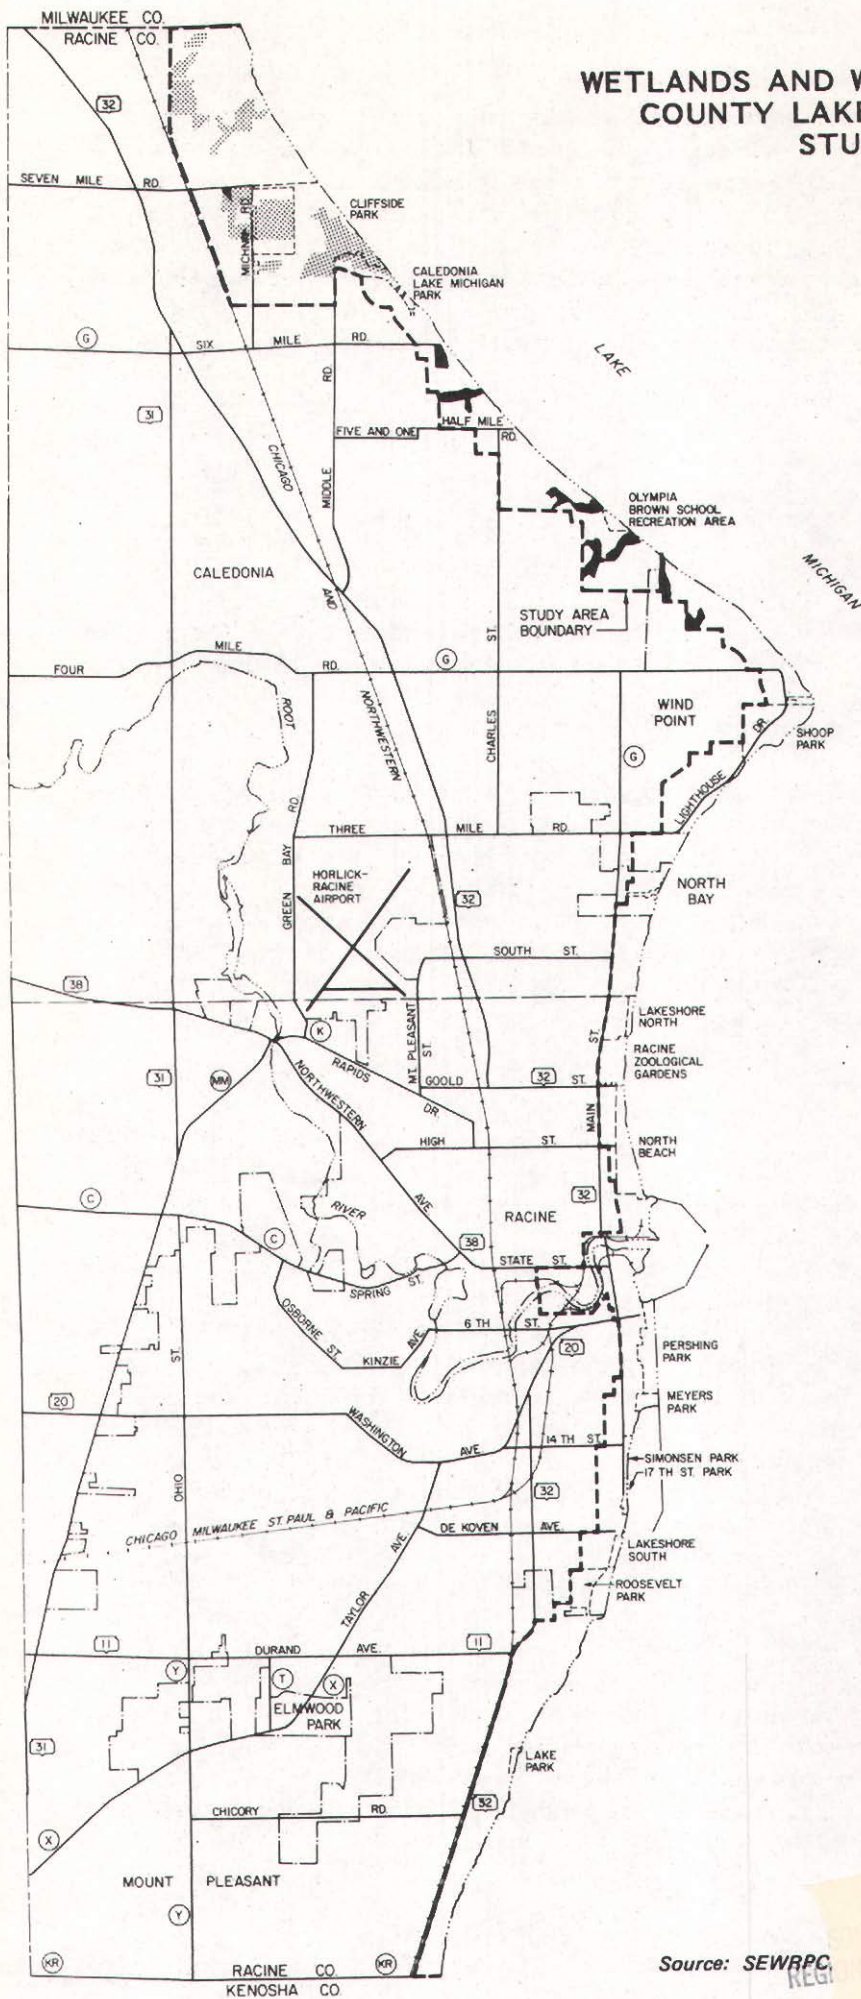 MILWAUKEE CO.
RACINE CO.
WETLANDS AND W
COUNTY LAKE
STU
32
SEVEN MILE RD.
MICHNA RD.
CLIFFSIDE
PARK
CALEDONIA
LAKE MICHIGAN
PARK
G
SIX MILE RD.
LAKE
31
FIVE AND ONE HALF MILE RD.
MIDDLE RD.
CHICAGO AND NORTHWESTERN
OLYMPIA
BROWN SCHOOL
RECREATION AREA
MICHIGAN
CALEDONIA
STUDY AREA
BOUNDARY
FOUR MILE RD.
G
ROOT
CHARLES ST.
WIND
POINT
G
SHOOP
PARK
LIGHTHOUSE DR.
THREE MILE RD.
GREEN BAY RD.
HORLICK-
RACINE
AIRPORT
32
NORTH
BAY
SOUTH ST.
38
LAKESHORE
NORTH
K
MT. PLEASANT
ST.
RACINE
ZOOLOGICAL
GARDENS
31
MM
RAPIDS DR.
GOOLD ST.
32
MAIN ST.
NORTHWESTERN AVE.
HIGH ST.
NORTH
BEACH
C
RIVER
RACINE
32
C
38
STATE ST.
SPRING ST.
OSBORNE ST.
6 TH ST.
KINZIE AVE.
20
PERSHING
PARK
20
ST.
MEYERS
PARK
WASHINGTON AVE.
14 TH ST.
SIMONSEN PARK
17 TH ST. PARK
OHIO
32
CHICAGO MILWAUKEE ST. PAUL & PACIFIC
DE KOVEN AVE.
LAKESHORE
SOUTH
TAYLOR AVE.
ROOSEVELT
PARK
11
DURAND AVE.
11
Y
T
X
ELMWOOD
PARK
31
LAKE
PARK
CHICORY RD.
32
X
MOUNT PLEASANT
Y
KR
RACINE CO.
KR
KENOSHA CO.
Source: SEWRPC.